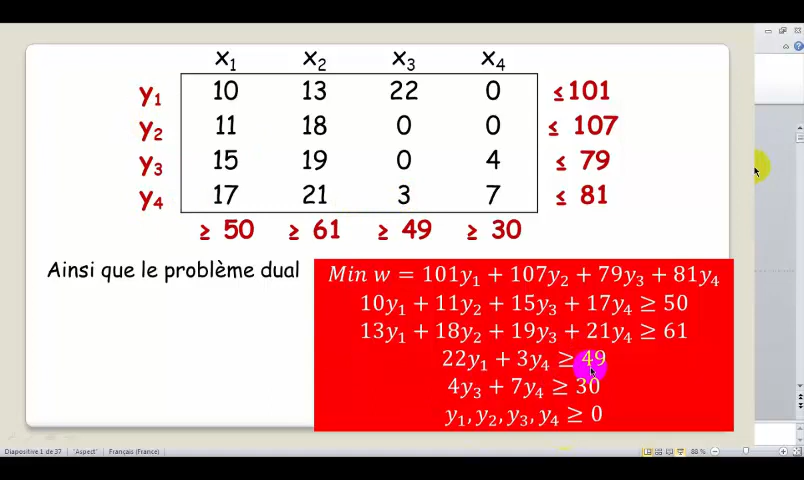 x₁ x₂ x₃ x₄
y₁ 10 13 22 0 ≤101
y₂ 11 18 0 0 ≤ 107
y₃ 15 19 0 4 ≤ 79
y₄ 17 21 3 7 ≤ 81
≥ 50 ≥ 61 ≥ 49 ≥ 30
Ainsi que le problème dual
Min w = 101y₁ + 107y₂ + 79y₃ + 81y₄
10y₁ + 11y₂ + 15y₃ + 17y₄ ≥ 50
13y₁ + 18y₂ + 19y₃ + 21y₄ ≥ 61
22y₁ + 3y₄ ≥ 49
4y₃ + 7y₄ ≥ 30
y₁, y₂, y₃, y₄ ≥ 0
Diapositive 1 de 37 "Aspect" Français (France) 88 %